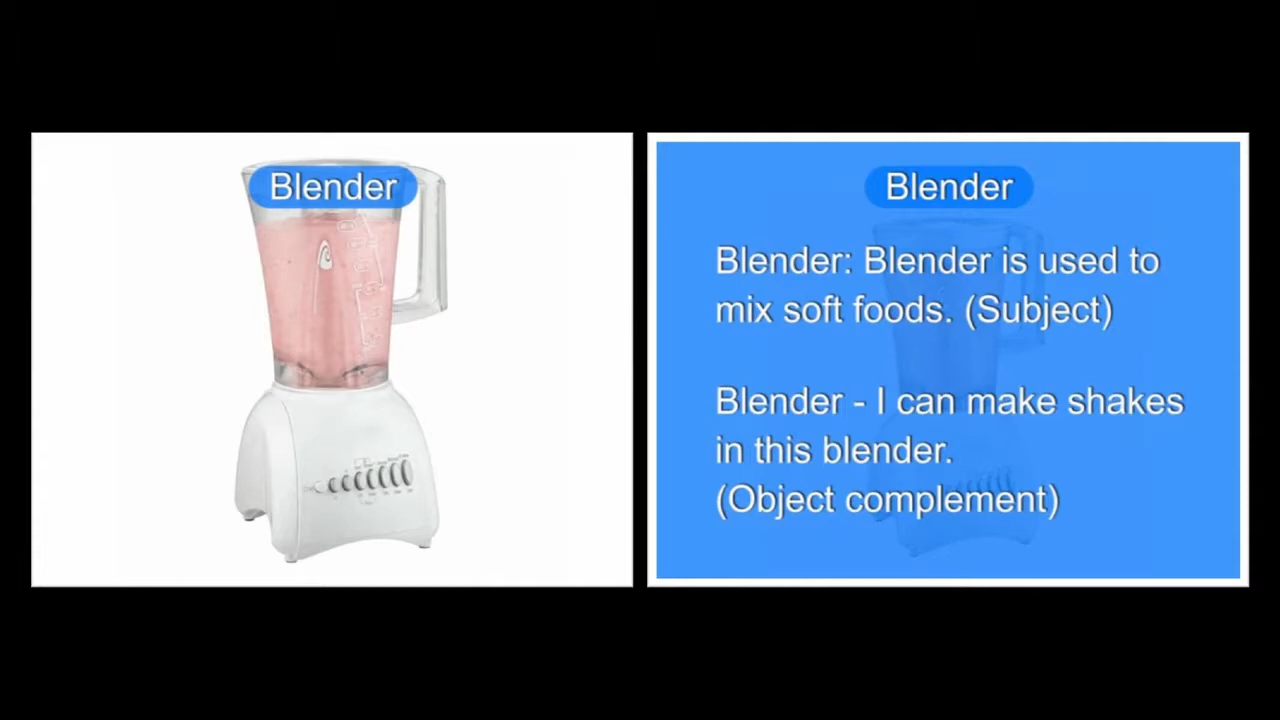 Blender
Blender
Blender: Blender is used to
mix soft foods. (Subject)
Blender - I can make shakes
in this blender.
(Object complement)